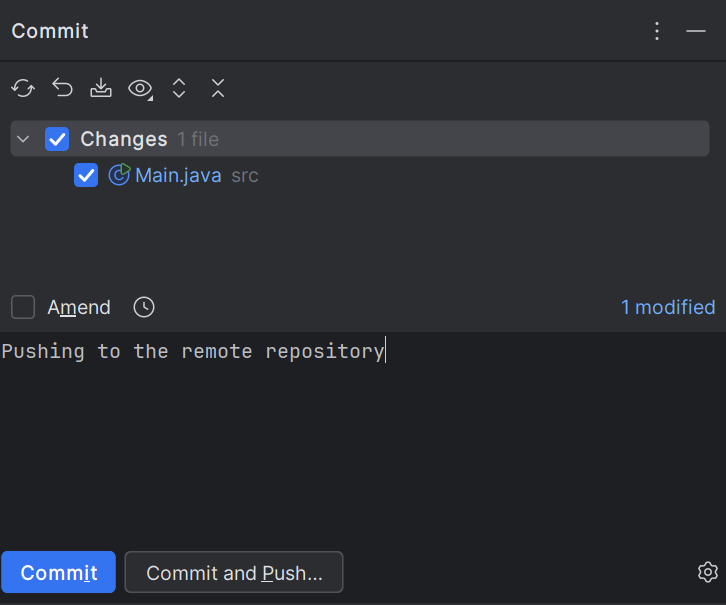 Commit
Changes 1 file
Main.java src
Amend
1 modified
Pushing to the remote repository
Commit
Commit and Push...